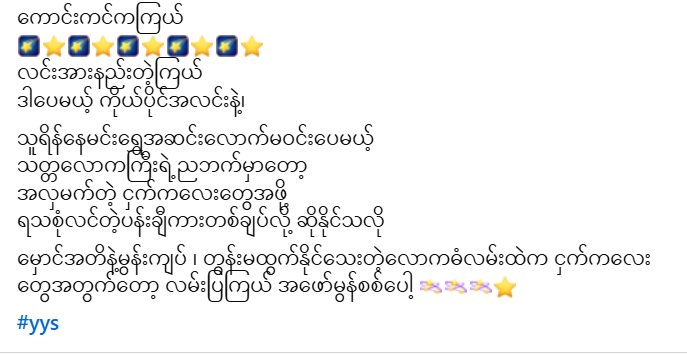 ကောင်းကင်ကကြယ်
🌠⭐🌠⭐🌠⭐🌠⭐🌠⭐
လင်းအားနည်းတဲ့ကြယ်
ဒါပေမယ့် ကိုယ်ပိုင်အလင်းနဲ့၊
သူရိန်နေမင်းရွှေအဆင်းလောက်မဝင်းပေမယ့်
သတ္တလောကကြီးရဲ့ညဘက်မှာတော့
အလှမက်တဲ့ ငှက်ကလေးတွေအဖို့
ရသစုံလင်တဲ့ပန်းချီကားတစ်ချပ်လို့ ဆိုနိုင်သလို
မှောင်အတိနဲ့မွန်းကျပ် ၊ တွန်းမထွက်နိုင်သေးတဲ့လောကဓံလမ်းထဲက ငှက်ကလေး
တွေအတွက်တော့ လမ်းပြကြယ် အဖော်မွန်စစ်ပေါ့ 💫💫💫⭐
#yys